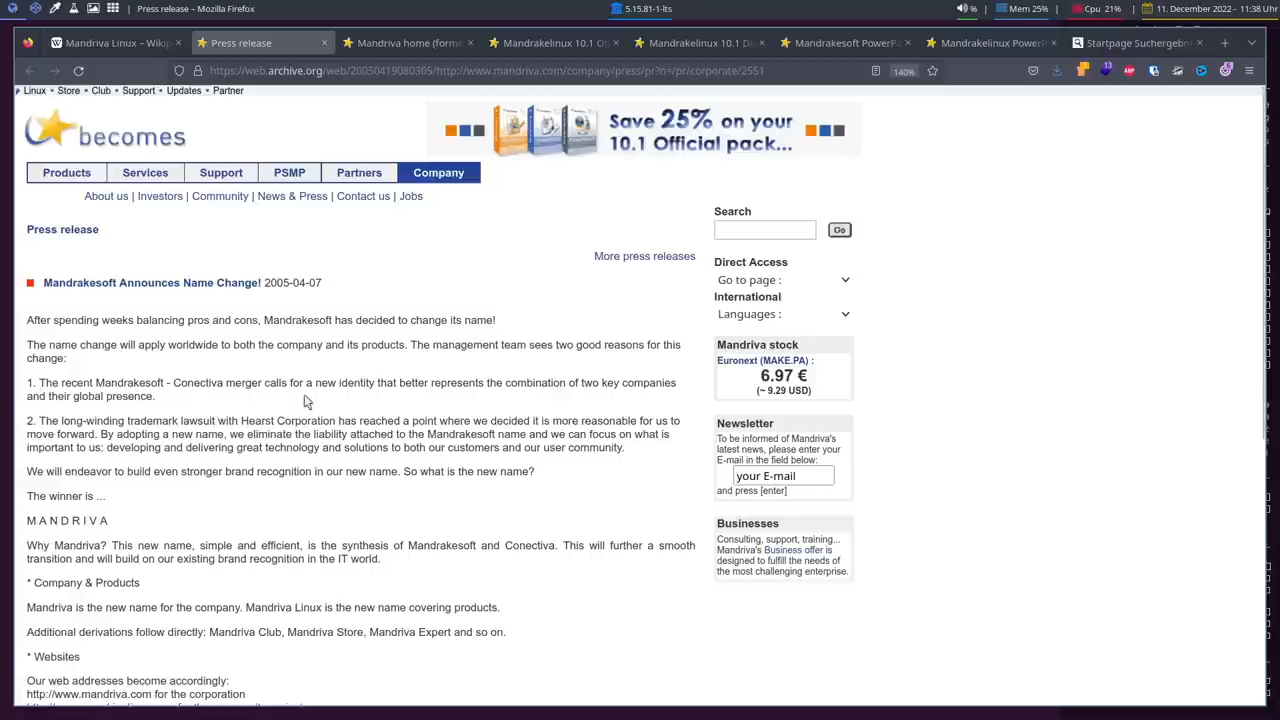 Press release — Mozilla Firefox
5.15.81-1-lts
%
Mem 25%
Cpu 21%
11. December 2022 - 11:38 Uhr
Mandriva Linux – Wikip
Press release
Mandriva home (forme
Mandrakelinux 10.1 Of
Mandrakelinux 10.1 Di
Mandrakesoft PowerPa
Mandrakelinux PowerP
Startpage Suchergebni
https://web.archive.org/web/20050419080305/http://www.mandriva.com/company/press/pr?n=/pr/corporate/2551
140%
Linux • Store • Club • Support • Updates • Partner
becomes
Save 25% on your
10.1 Official pack...
Products Services Support PSMP Partners Company
About us | Investors | Community | News & Press | Contact us | Jobs
Press release
More press releases
Mandrakesoft Announces Name Change! 2005-04-07
After spending weeks balancing pros and cons, Mandrakesoft has decided to change its name!
The name change will apply worldwide to both the company and its products. The management team sees two good reasons for this
change:
1. The recent Mandrakesoft - Conectiva merger calls for a new identity that better represents the combination of two key companies
and their global presence.
2. The long-winding trademark lawsuit with Hearst Corporation has reached a point where we decided it is more reasonable for us to
move forward. By adopting a new name, we eliminate the liability attached to the Mandrakesoft name and we can focus on what is
important to us: developing and delivering great technology and solutions to both our customers and our user community.
We will endeavor to build even stronger brand recognition in our new name. So what is the new name?
The winner is ...
M A N D R I V A
Why Mandriva? This new name, simple and efficient, is the synthesis of Mandrakesoft and Conectiva. This will further a smooth
transition and will build on our existing brand recognition in the IT world.
* Company & Products
Mandriva is the new name for the company. Mandriva Linux is the new name covering products.
Additional derivations follow directly: Mandriva Club, Mandriva Store, Mandriva Expert and so on.
* Websites
Our web addresses become accordingly:
http://www.mandriva.com for the corporation
Search
Go
Direct Access
Go to page :
International
Languages :
Mandriva stock
Euronext (MAKE.PA) :
6.97 €
(~ 9.29 USD)
Newsletter
To be informed of Mandriva's
latest news, please enter your
E-mail in the field below:
your E-mail
and press [enter]
Businesses
Consulting, support, training...
Mandriva's Business offer is
designed to fulfill the needs of
the most challenging enterprise.